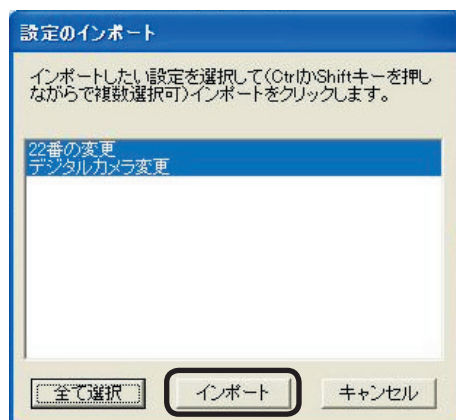 設定のインポート
インポートしたい設定を選択して(CtrlかShiftキーを押し
ながらで複数選択可)インポートをクリックします。
22番の変更
デジタルカメラ変更
全て選択 インポート キャンセル